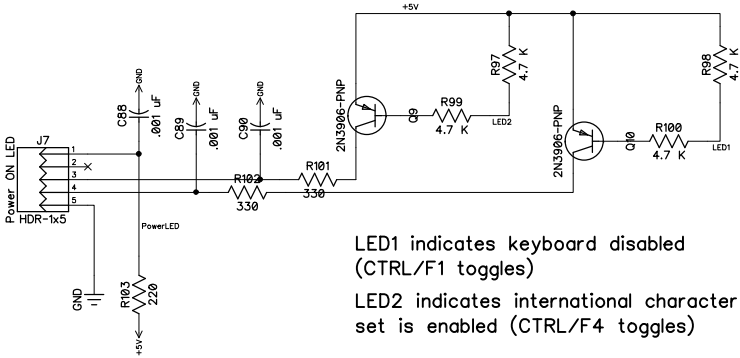 +5V
GND
GND
GND
C88
.001 uF
C89
.001 uF
C90
.001 uF
2N3906-PNP
Q9
R99
4.7 K
R97
4.7 K
LED2
2N3906-PNP
Q10
R100
4.7 K
R98
4.7 K
LED1
J7
Power ON LED
1
2
3
4
5
HDR-1x5
R101
330
R102
330
PowerLED
GND
R103
220
+5V
LED1 indicates keyboard disabled
(CTRL/F1 toggles)
LED2 indicates international character
set is enabled (CTRL/F4 toggles)